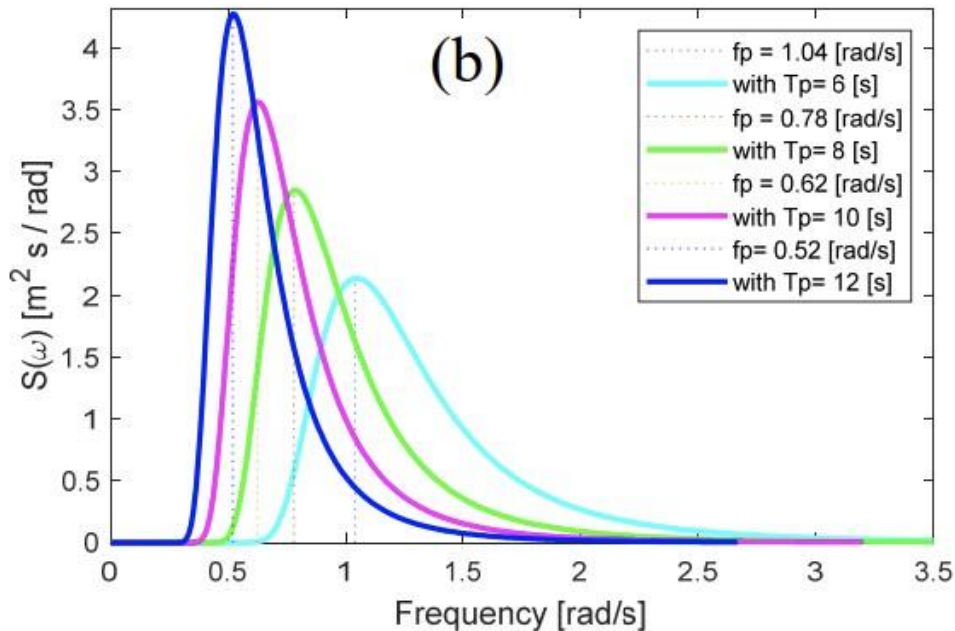 (b)
fp = 1.04 [rad/s]
with Tp= 6 [s]
fp = 0.78 [rad/s]
with Tp= 8 [s]
fp = 0.62 [rad/s]
with Tp= 10 [s]
fp= 0.52 [rad/s]
with Tp= 12 [s]
S(ω) [m² s / rad]
4
3.5
3
2.5
2
1.5
1
0.5
0
0 0.5 1 1.5 2 2.5 3 3.5
Frequency [rad/s]